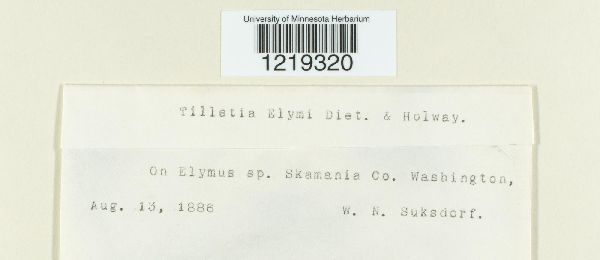 University of Minnesota Herbarium
1219320
Tilletia Elymi Diet. & Holway.
On Elymus sp. Skamania Co. Washington,
Aug. 13, 1886
W. N. Suksdorf.